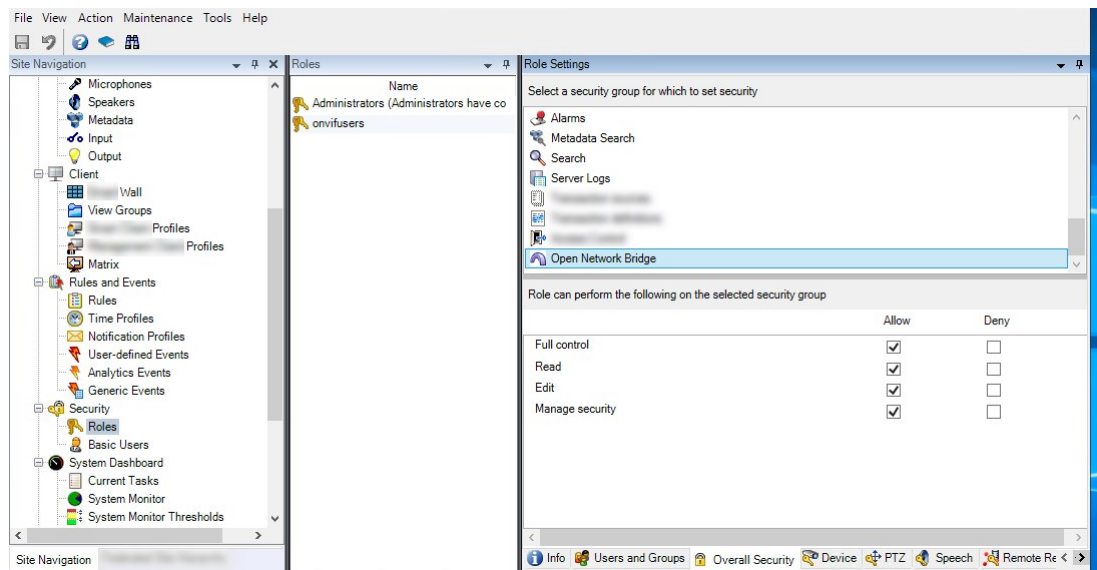 File View Action Maintenance Tools Help
Site Navigation
Microphones
Speakers
Metadata
Input
Output
Client
Wall
View Groups
Profiles
Profiles
Matrix
Rules and Events
Rules
Time Profiles
Notification Profiles
User-defined Events
Analytics Events
Generic Events
Security
Roles
Basic Users
System Dashboard
Current Tasks
System Monitor
System Monitor Thresholds
Site Navigation
Roles
Name
Administrators (Administrators have co
onvifusers
Role Settings
Select a security group for which to set security
Alarms
Metadata Search
Search
Server Logs
Open Network Bridge
Role can perform the following on the selected security group
Allow Deny
Full control
Read
Edit
Manage security
Info Users and Groups Overall Security Device PTZ Speech Remote Re